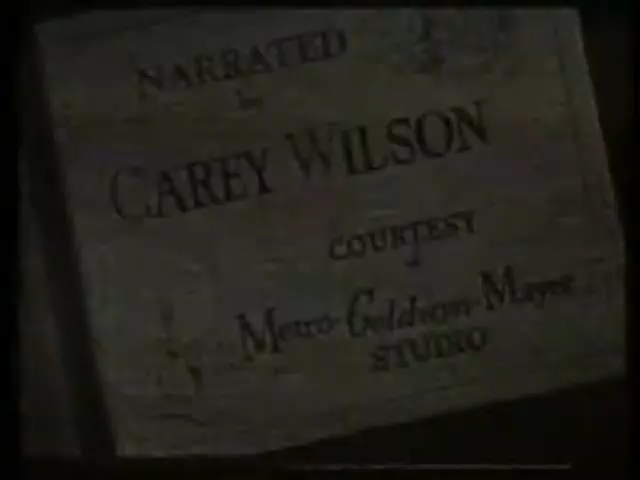 NARRATED
by
CAREY WILSON
COURTESY
Metro-Goldwyn-Mayer
STUDIO